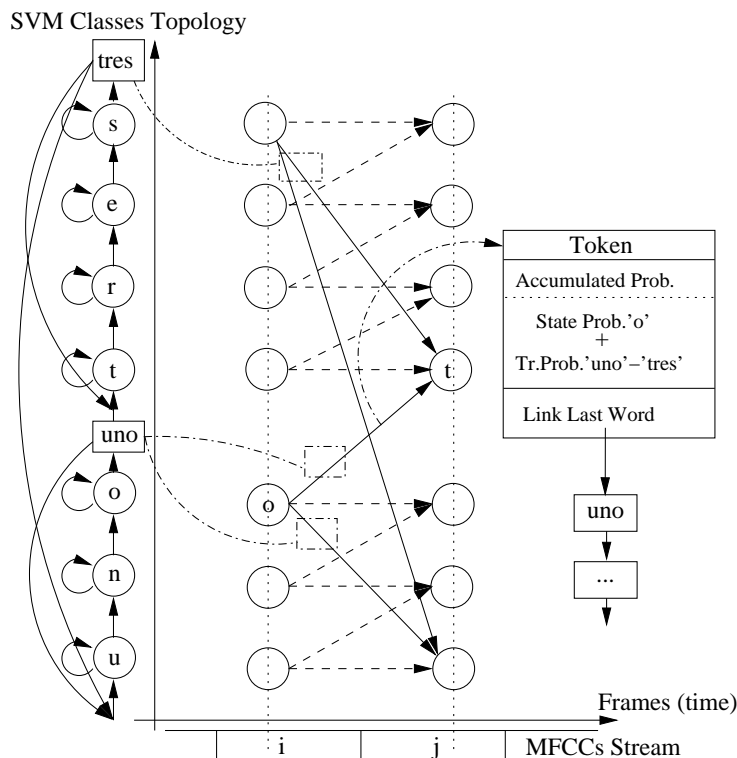 SVM Classes Topology
tres
s
e
r
t
uno
o
n
u
t
o
Token
Accumulated Prob.
State Prob.'o'
+
Tr.Prob.'uno'–'tres'
Link Last Word
uno
...
Frames (time)
i
j
MFCCs Stream